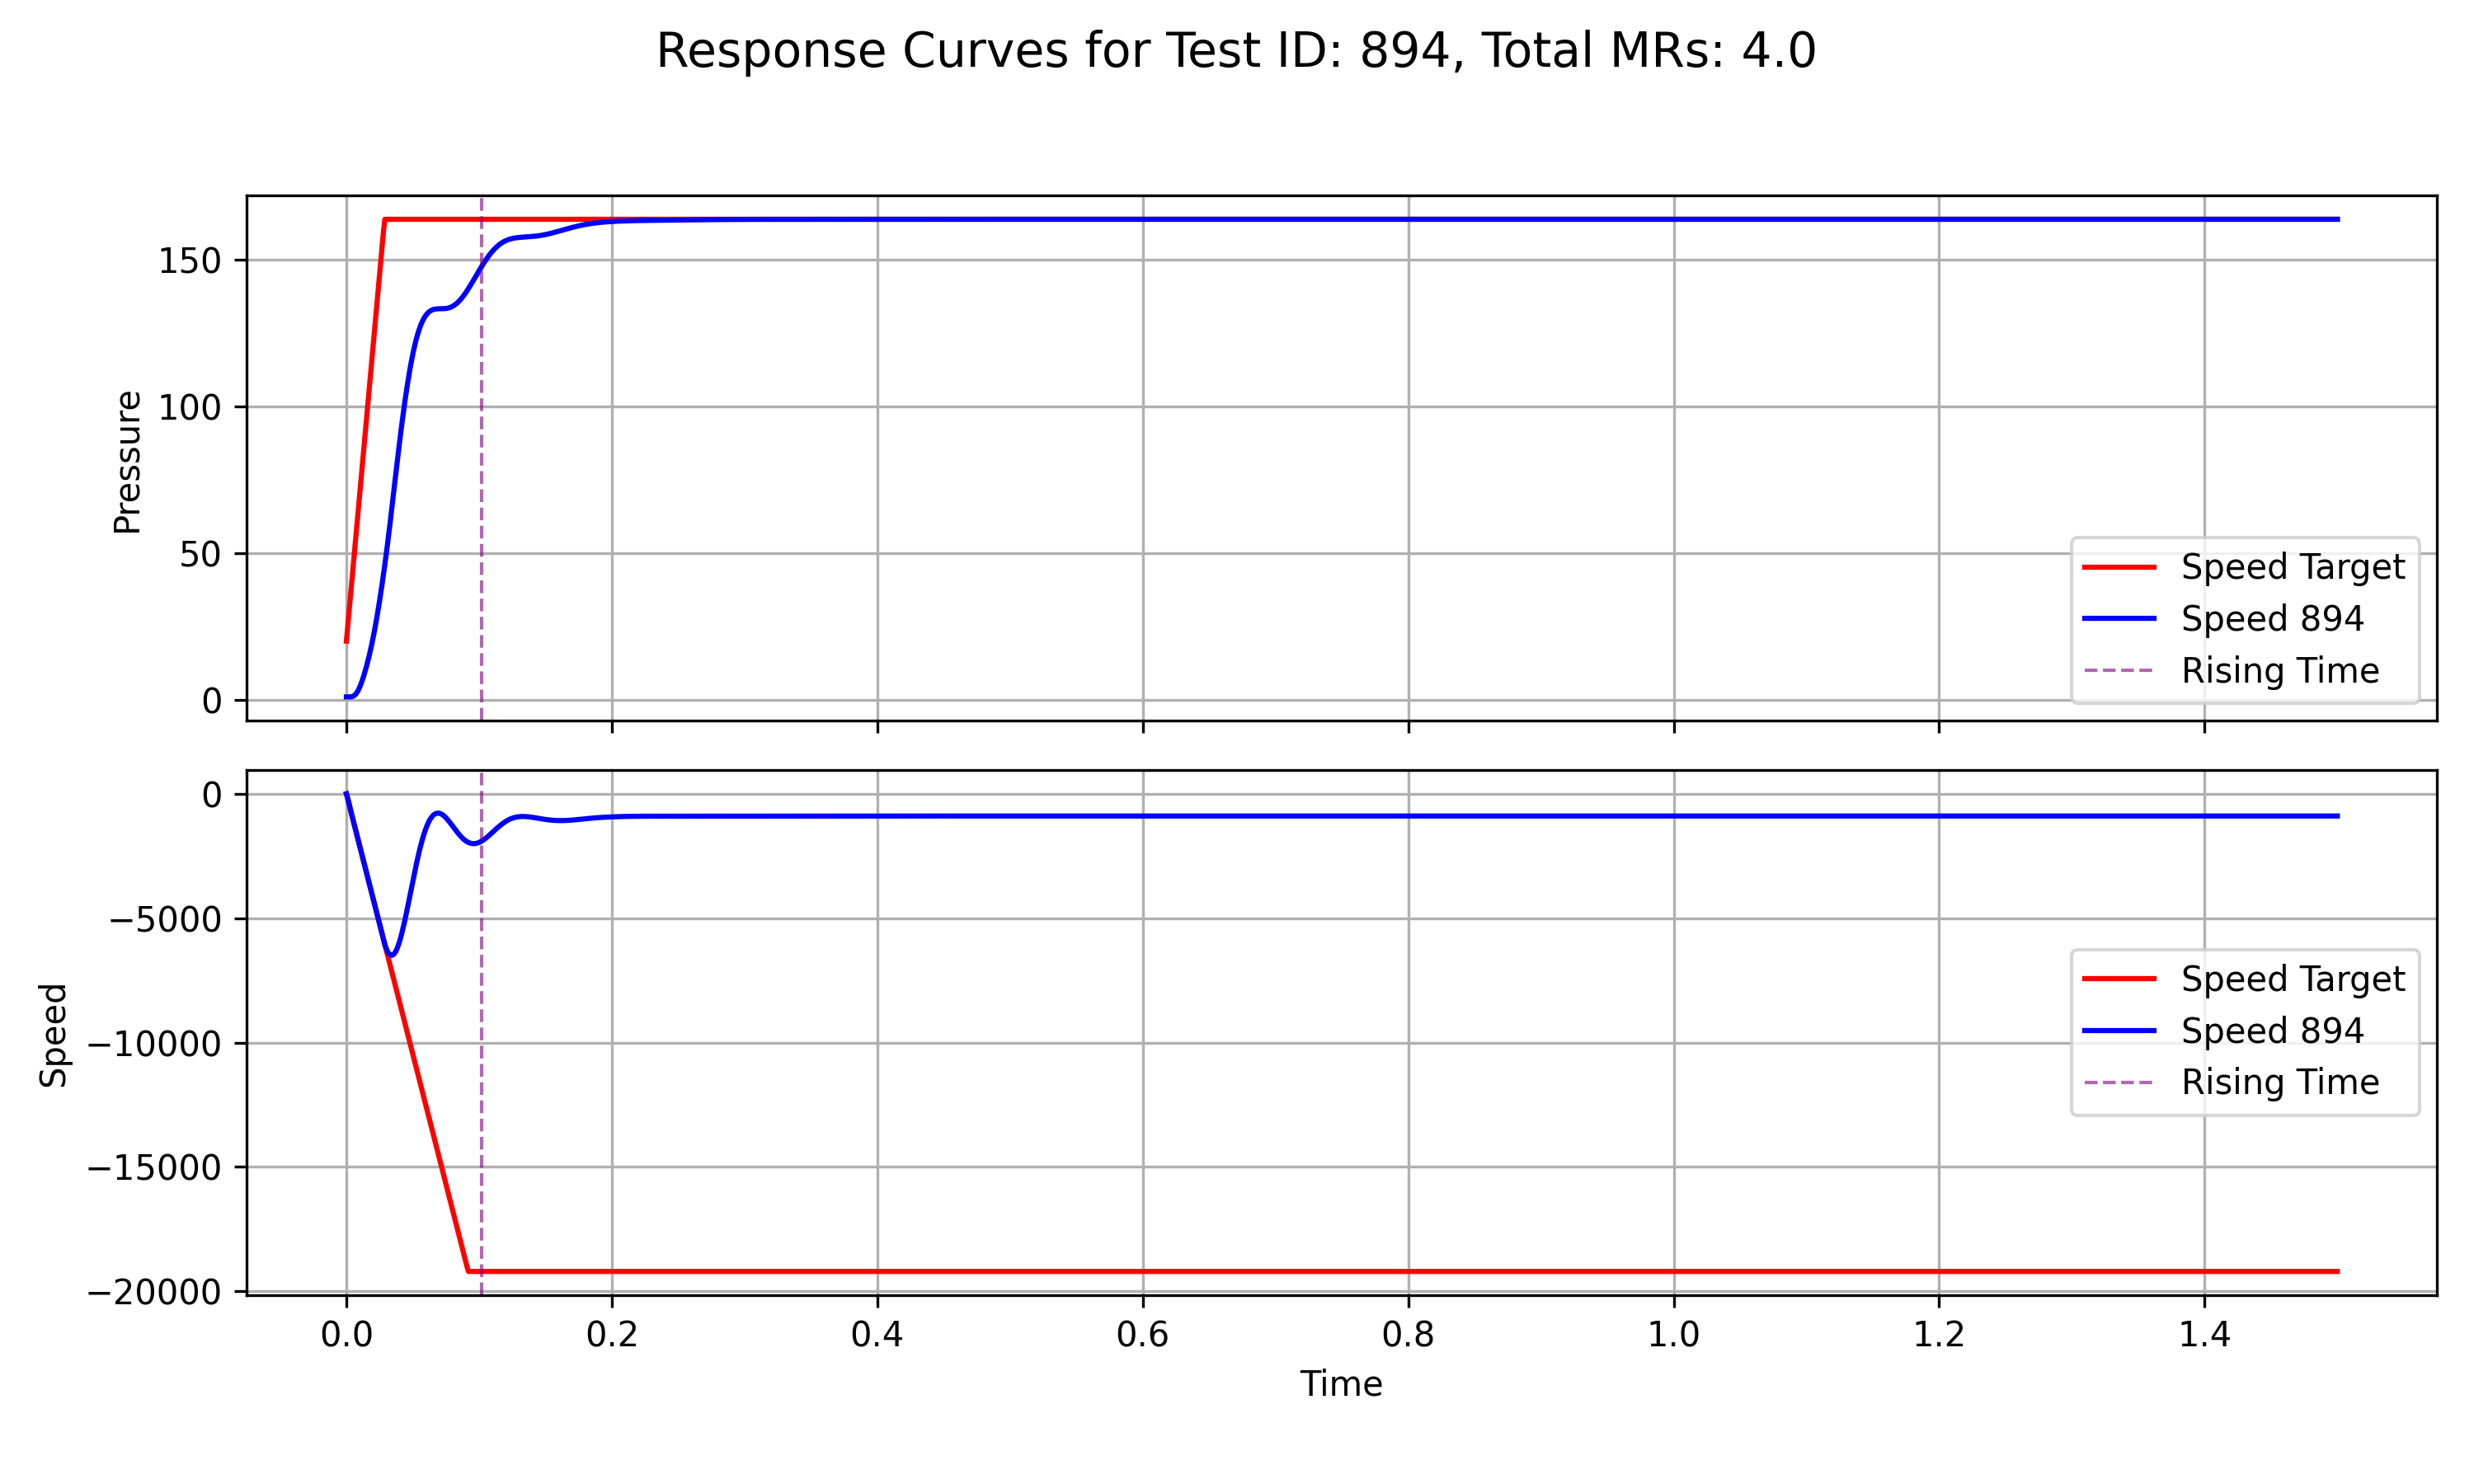 Response Curves for Test ID: 894, Total MRs: 4.0
Pressure
150
100
50
0
Speed Target
Speed 894
Rising Time
Speed
0
−5000
−10000
−15000
−20000
Speed Target
Speed 894
Rising Time
0.0 0.2 0.4 0.6 0.8 1.0 1.2 1.4
Time